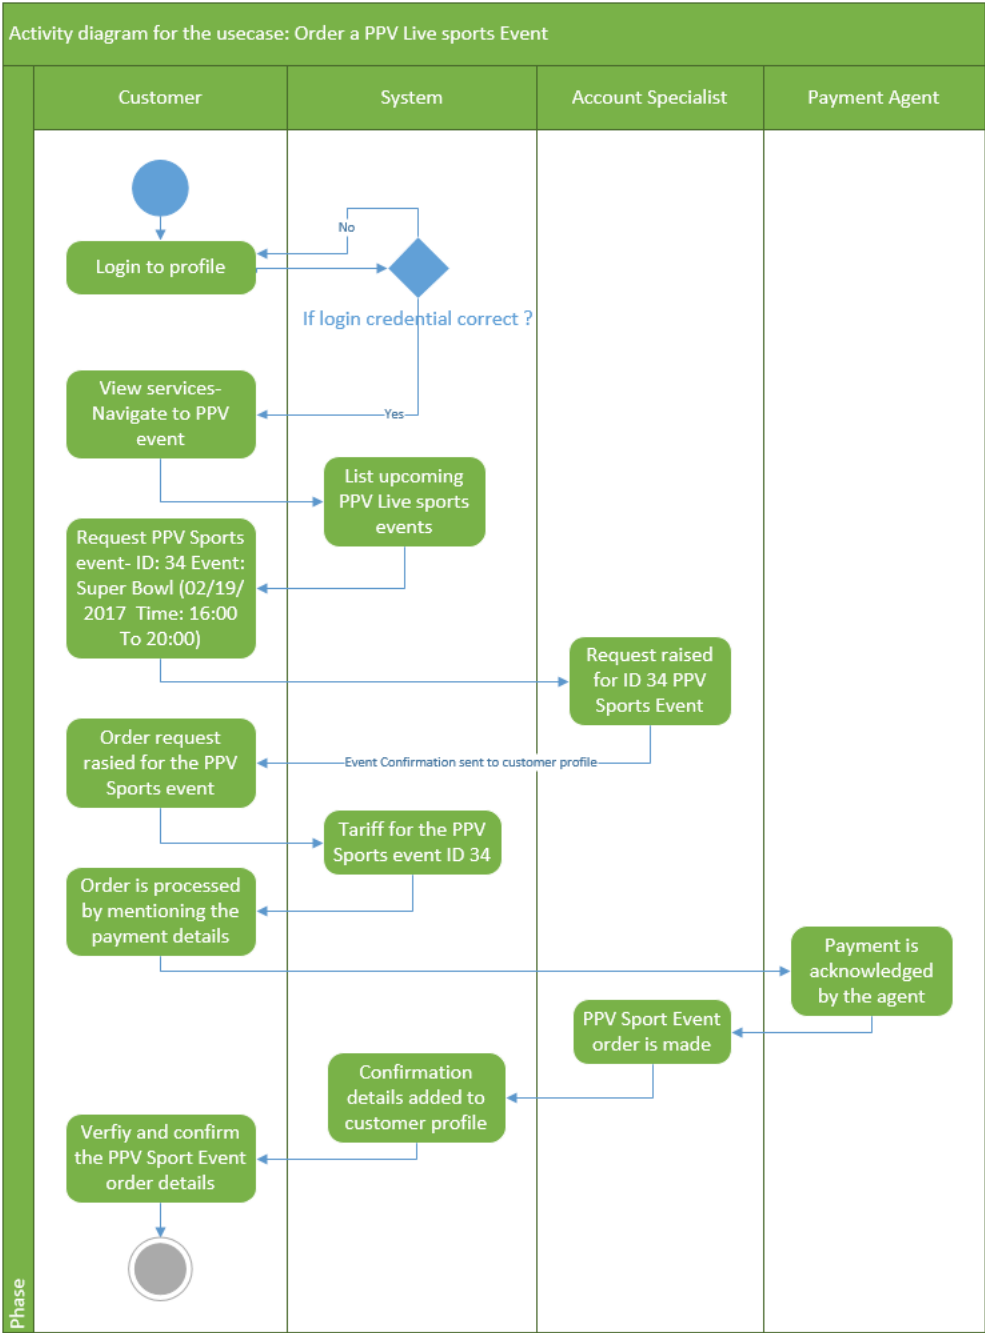 Activity diagram for the usecase: Order a PPV Live sports Event
Customer
System
Account Specialist
Payment Agent
No
Login to profile
If login credential correct ?
View services-
Navigate to PPV
event
Yes
List upcoming
PPV Live sports
events
Request PPV Sports
event- ID: 34 Event:
Super Bowl (02/19/
2017  Time: 16:00
To 20:00)
Request raised
for ID 34 PPV
Sports Event
Order request
rasied for the PPV
Sports event
Event Confirmation sent to customer profile
Tariff for the PPV
Sports event ID 34
Order is processed
by mentioning the
payment details
Payment is
acknowledged
by the agent
PPV Sport Event
order is made
Confirmation
details added to
customer profile
Verfiy and confirm
the PPV Sport Event
order details
Phase